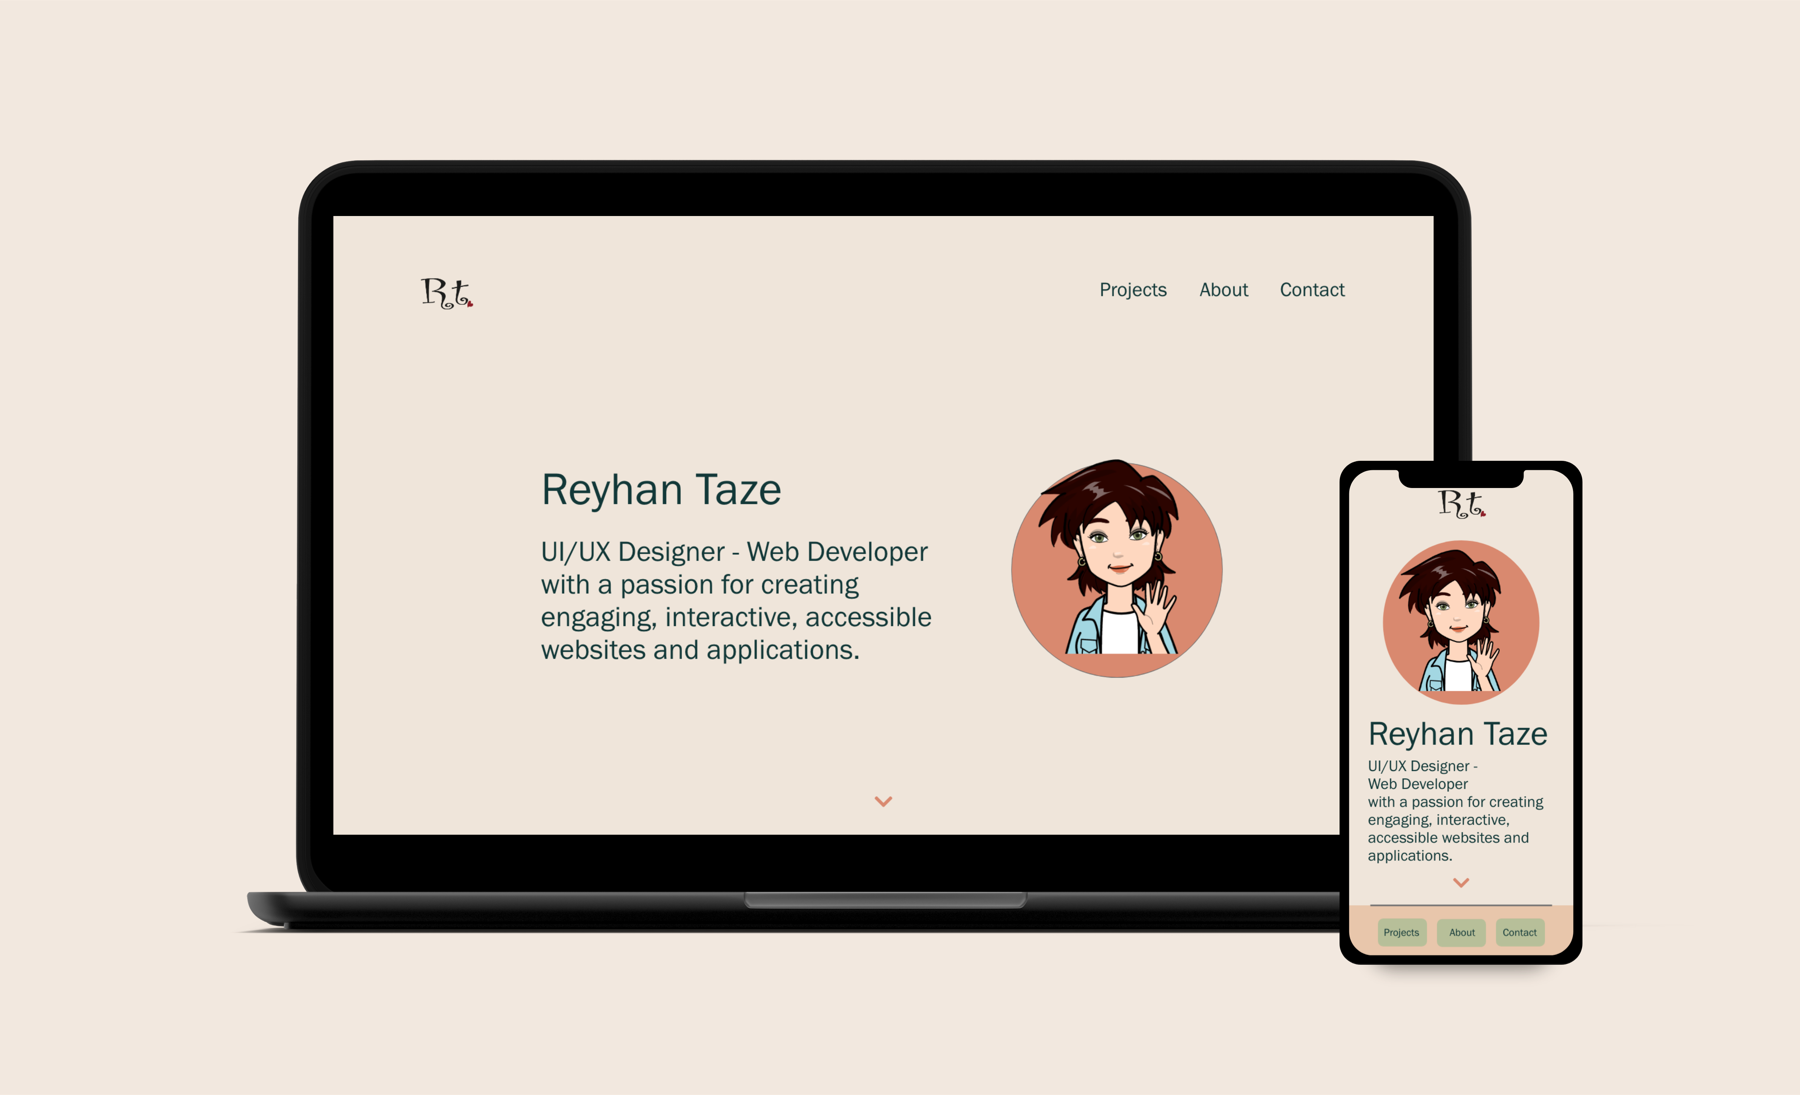 Rt
Projects About Contact
Reyhan Taze
UI/UX Designer - Web Developer
with a passion for creating
engaging, interactive, accessible
websites and applications.
Rt
Reyhan Taze
UI/UX Designer -
Web Developer
with a passion for creating
engaging, interactive,
accessible websites and
applications.
Projects About Contact